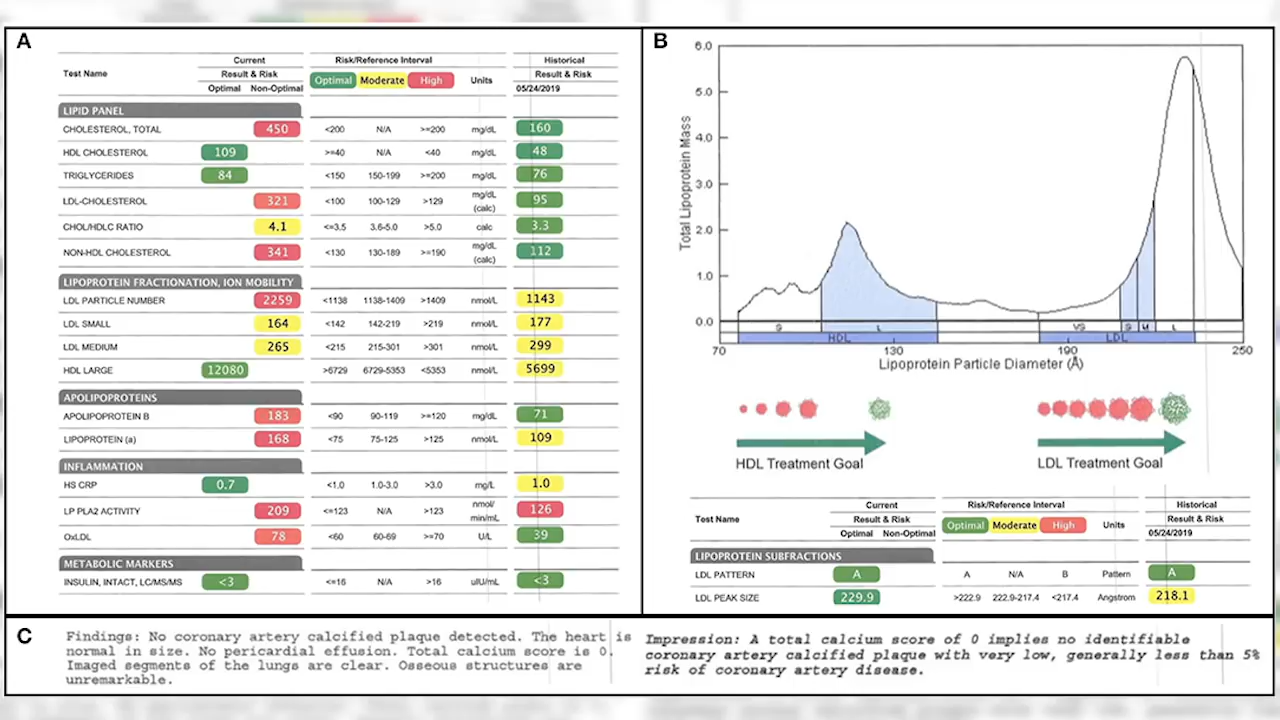 A
Current
Risk/Reference Interval
Historical
Test Name
Result & Risk
Optimal Moderate High
Units
Result & Risk
Optimal Non-Optimal
05/24/2019
LIPID PANEL
CHOLESTEROL, TOTAL 450 <200 N/A >=200 mg/dL 160
HDL CHOLESTEROL 109 >=40 N/A <40 mg/dL 48
TRIGLYCERIDES 84 <150 150-199 >=200 mg/dL 76
LDL-CHOLESTEROL 321 <100 100-129 >129 mg/dL (calc) 95
CHOL/HDLC RATIO 4.1 <=3.5 3.6-5.0 >5.0 calc 3.3
NON-HDL CHOLESTEROL 341 <130 130-189 >=190 mg/dL (calc) 112
LIPOPROTEIN FRACTIONATION, ION MOBILITY
LDL PARTICLE NUMBER 2259 <1138 1138-1409 >1409 nmol/L 1143
LDL SMALL 164 <142 142-219 >219 nmol/L 177
LDL MEDIUM 265 <215 215-301 >301 nmol/L 299
HDL LARGE 12080 >6729 6729-5353 <5353 nmol/L 5699
APOLIPOPROTEINS
APOLIPOPROTEIN B 183 <90 90-119 >=120 mg/dL 71
LIPOPROTEIN (a) 168 <75 75-125 >125 nmol/L 109
INFLAMMATION
HS CRP 0.7 <1.0 1.0-3.0 >3.0 mg/L 1.0
LP PLA2 ACTIVITY 209 <=123 N/A >123 nmol/ min/mL 126
OxLDL 78 <60 60-69 >=70 U/L 39
METABOLIC MARKERS
INSULIN, INTACT, LC/MS/MS <3 <=16 N/A >16 uIU/mL <3
B
Total Lipoprotein Mass
6.0
5.0
4.0
3.0
2.0
1.0
0.0
S L VS S M L
HDL LDL
70 130 190 250
Lipoprotein Particle Diameter (Å)
HDL Treatment Goal
LDL Treatment Goal
Current
Risk/Reference Interval
Historical
Test Name
Result & Risk
Optimal Moderate High
Units
Result & Risk
Optimal Non-Optimal
05/24/2019
LIPOPROTEIN SUBFRACTIONS
LDL PATTERN A A N/A B Pattern A
LDL PEAK SIZE 229.9 >222.9 222.9-217.4 <217.4 Angstrom 218.1
C
Findings: No coronary artery calcified plaque detected. The heart is
normal in size. No pericardial effusion. Total calcium score is 0.
Imaged segments of the lungs are clear. Osseous structures are
unremarkable.
Impression: A total calcium score of 0 implies no identifiable
coronary artery calcified plaque with very low, generally less than 5%
risk of coronary artery disease.